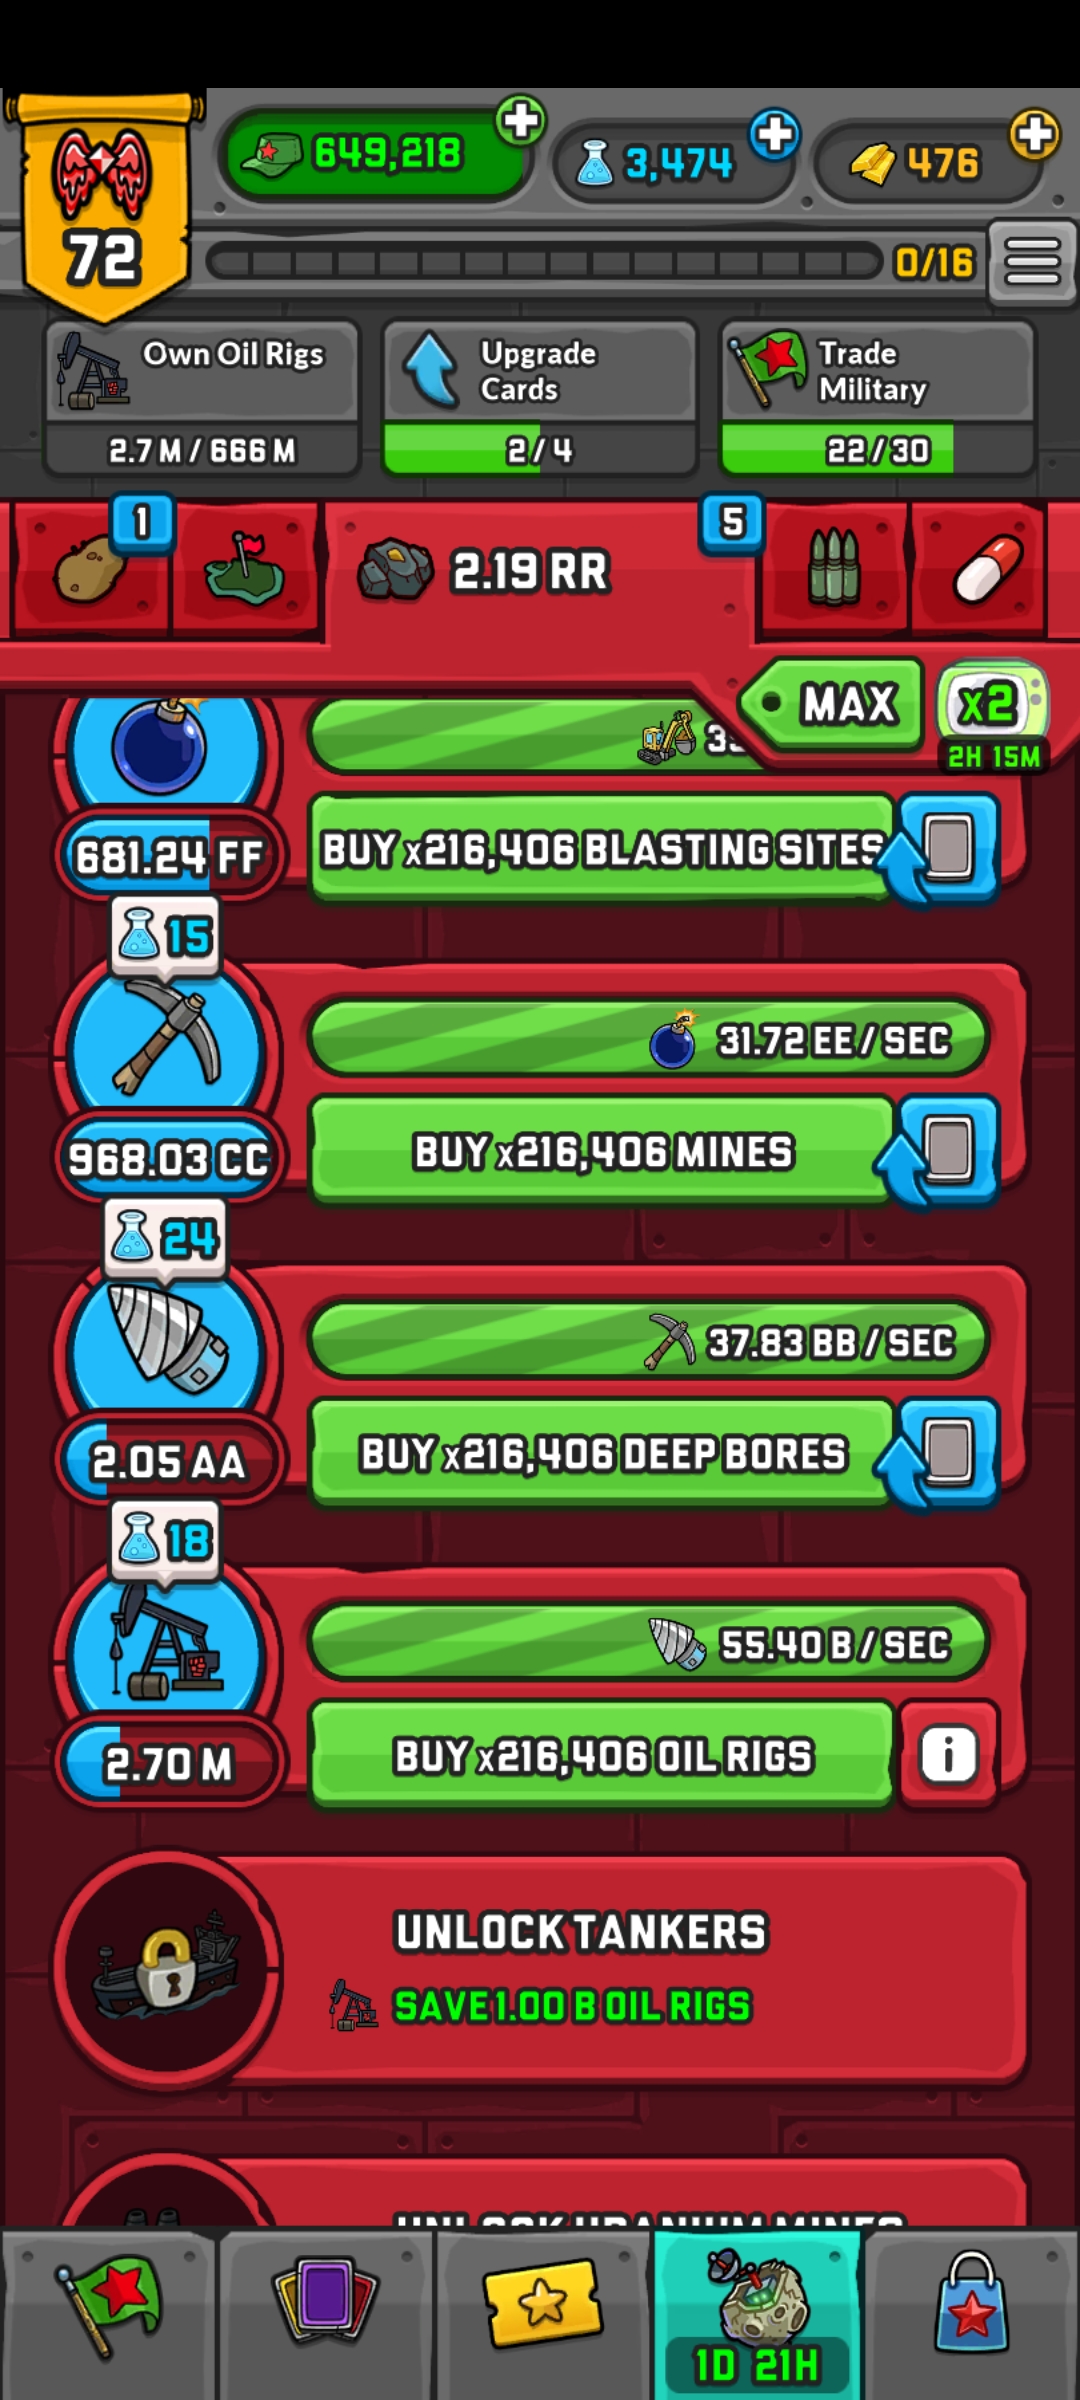 649,218
3,474
476
72
0/16
Own Oil Rigs
2.7 M / 666 M
Upgrade
Cards
2/4
Trade
Military
22/30
1
2.19 RR
5
MAX
x2
2H 15M
681.24 FF
BUY x216,406 BLASTING SITES
15
31.72 EE / SEC
968.03 CC
BUY x216,406 MINES
24
37.83 BB / SEC
2.05 AA
BUY x216,406 DEEP BORES
18
55.40 B / SEC
2.70 M
BUY x216,406 OIL RIGS
i
UNLOCK TANKERS
SAVE 1.00 B OIL RIGS
UNLOCK URANIUM MINES
1D 21H